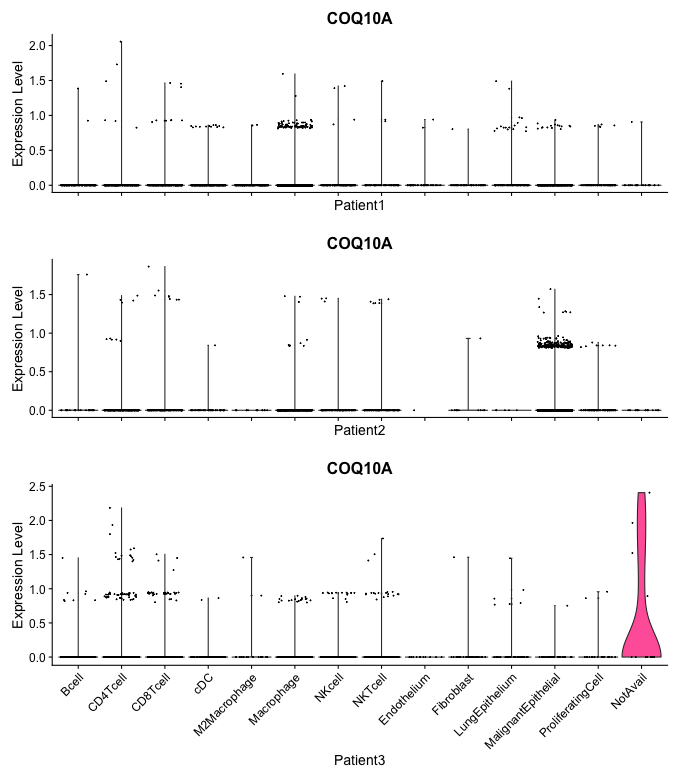 COQ10A
Expression Level
2.0
1.5
1.0
0.5
0.0
Patient1
COQ10A
Expression Level
1.5
1.0
0.5
0.0
Patient2
COQ10A
Expression Level
2.5
2.0
1.5
1.0
0.5
0.0
Bcell
CD4Tcell
CD8Tcell
cDC
M2Macrophage
Macrophage
NKcell
NKTcell
Endothelium
Fibroblast
LungEpithelium
MalignantEpithelial
ProliferatingCell
NotAvail
Patient3